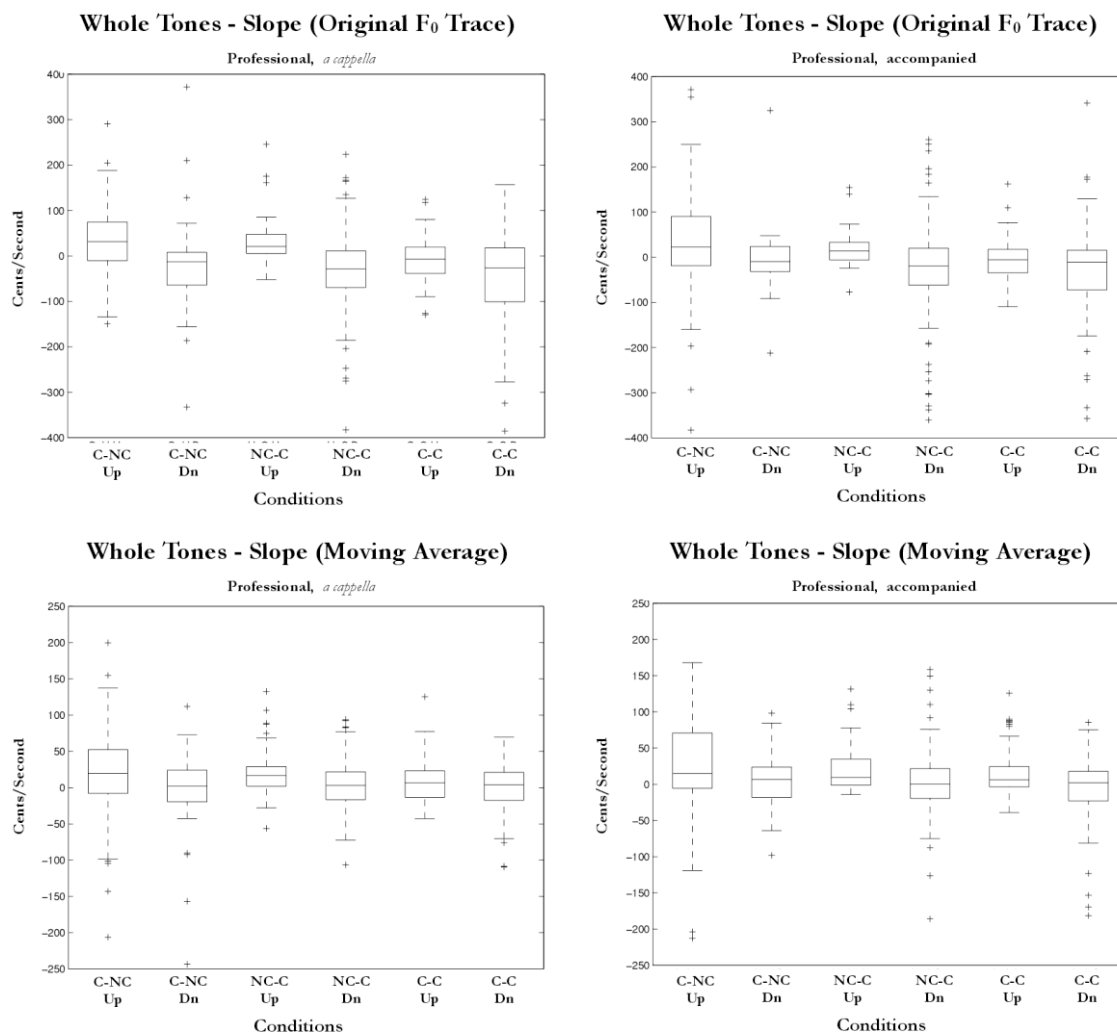 Whole Tones - Slope (Original F₀ Trace)
Professional, a cappella
400
300
200
100
0
−100
−200
−300
−400
Cents/Second
C-NC C-NC NC-C NC-C C-C C-C
Up Dn Up Dn Up Dn
Conditions
Whole Tones - Slope (Original F₀ Trace)
Professional, accompanied
400
300
200
100
0
−100
−200
−300
−400
Cents/Second
C-NC C-NC NC-C NC-C C-C C-C
Up Dn Up Dn Up Dn
Conditions
Whole Tones - Slope (Moving Average)
Professional, a cappella
250
200
150
100
50
0
−50
−100
−150
−200
−250
Cents/Second
C-NC C-NC NC-C NC-C C-C C-C
Up Dn Up Dn Up Dn
Conditions
Whole Tones - Slope (Moving Average)
Professional, accompanied
250
200
150
100
50
0
−50
−100
−150
−200
−250
Cents/Second
C-NC C-NC NC-C NC-C C-C C-C
Up Dn Up Dn Up Dn
Conditions